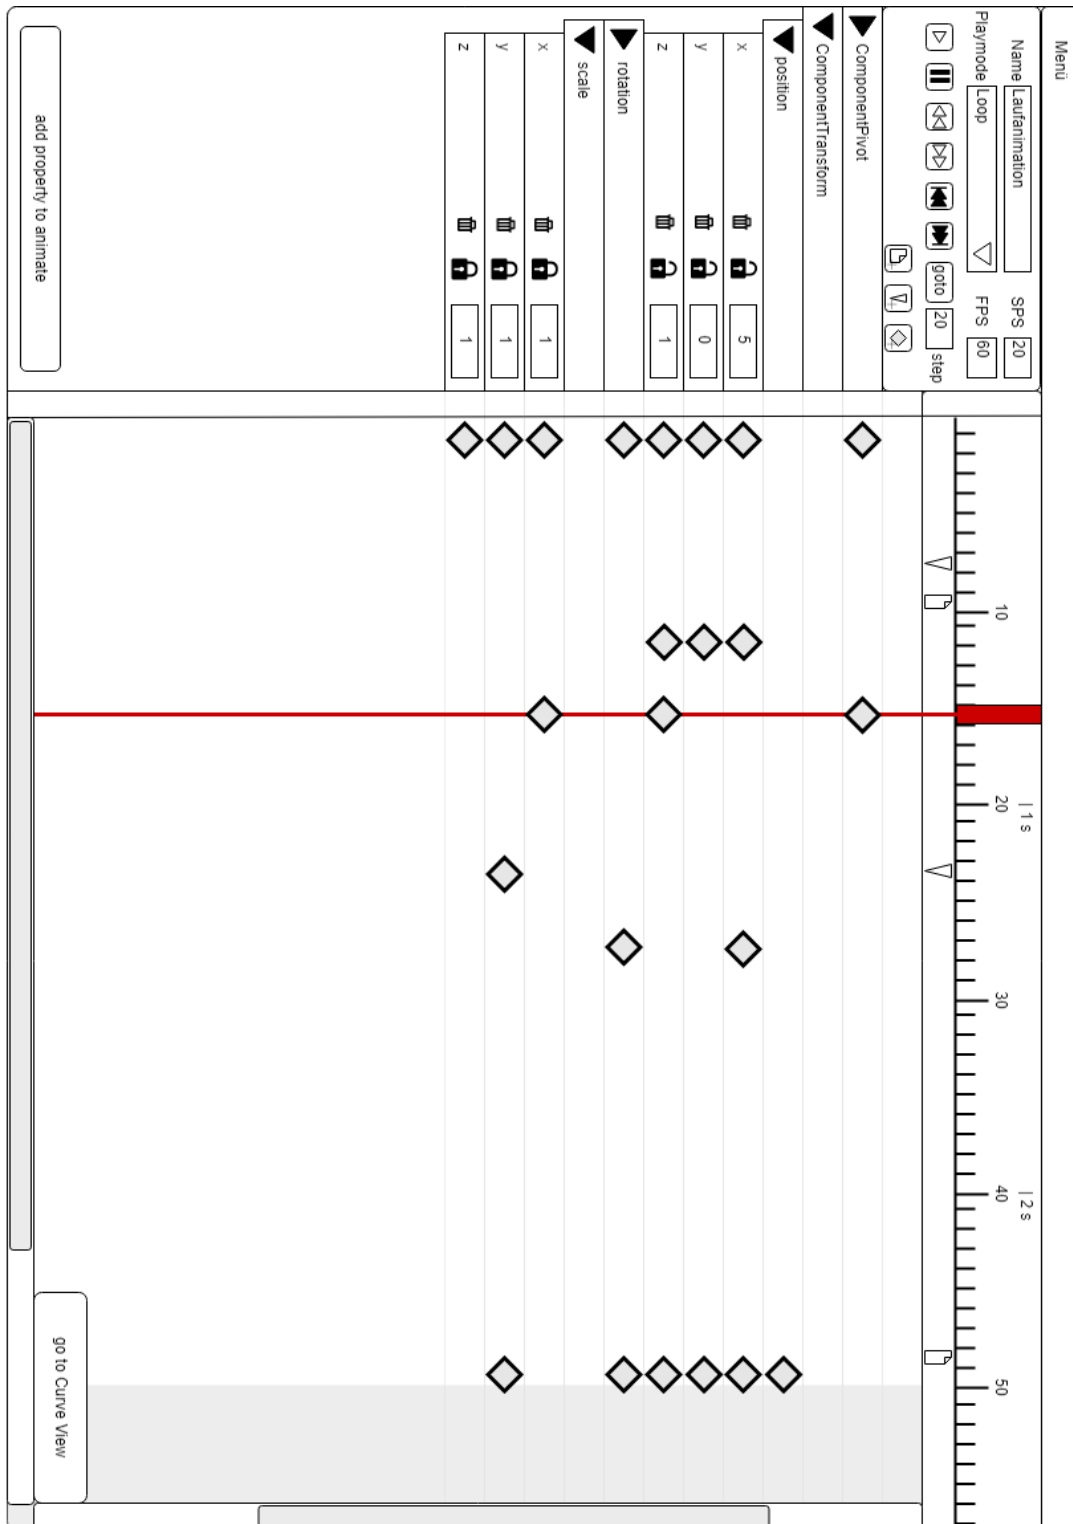 Menü
Name Laufanimation SPS 20
Playmode Loop FPS 60
goto 20 step
| 1 s | 2 s
10 20 30 40 50
ComponentPivot
ComponentTransform
position
x 5
y 0
z 1
rotation
scale
x 1
y 1
z 1
add property to animate
go to Curve View